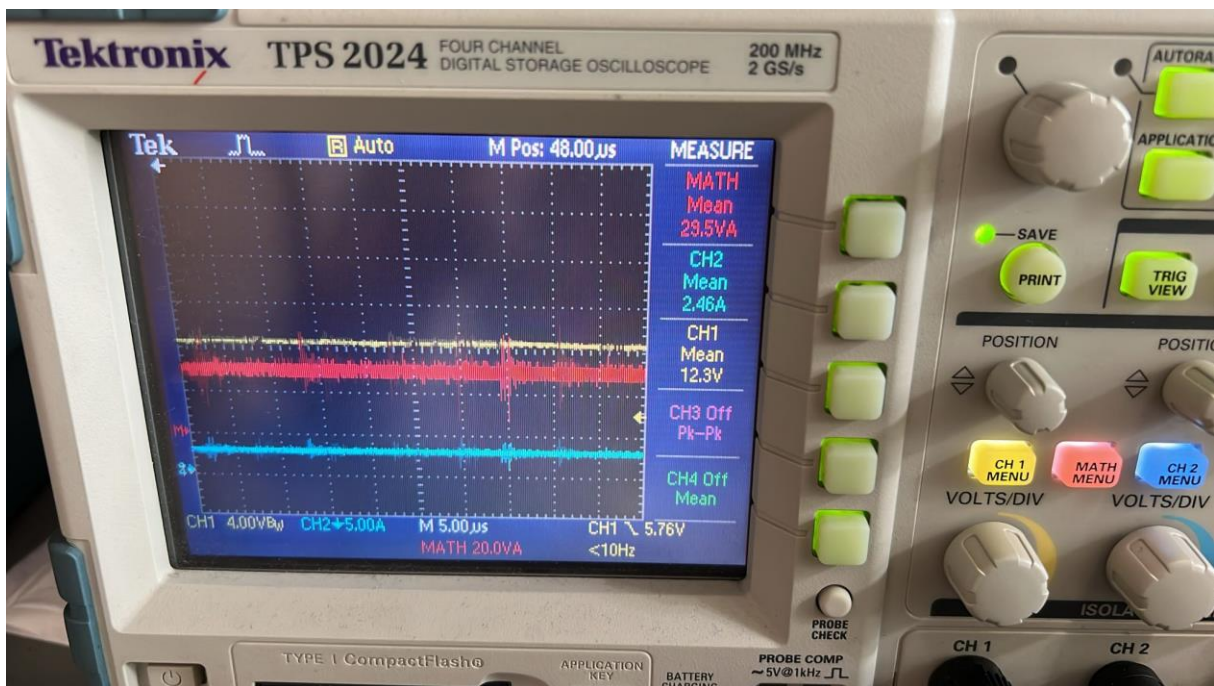 Tektronix TPS 2024 FOUR CHANNEL
DIGITAL STORAGE OSCILLOSCOPE
200 MHz
2 GS/s
Tek R Auto M Pos: 48.00µs MEASURE
MATH
Mean
29.5VA
CH2
Mean
2.46A
CH1
Mean
12.3V
CH3 Off
Pk-Pk
CH4 Off
Mean
M
CH1 4.00VBW CH2 5.00A M 5.00µs CH1 5.76V
MATH 20.0VA <10Hz
SAVE
PRINT
TRIG
VIEW
POSITION
CH 1
MENU
MATH
MENU
CH 2
MENU
VOLTS/DIV VOLTS/DIV
PROBE
CHECK
CH 1 CH 2
TYPE I CompactFlash®
APPLICATION
KEY
BATTERY
CHARGING
PROBE COMP
~5V@1kHz